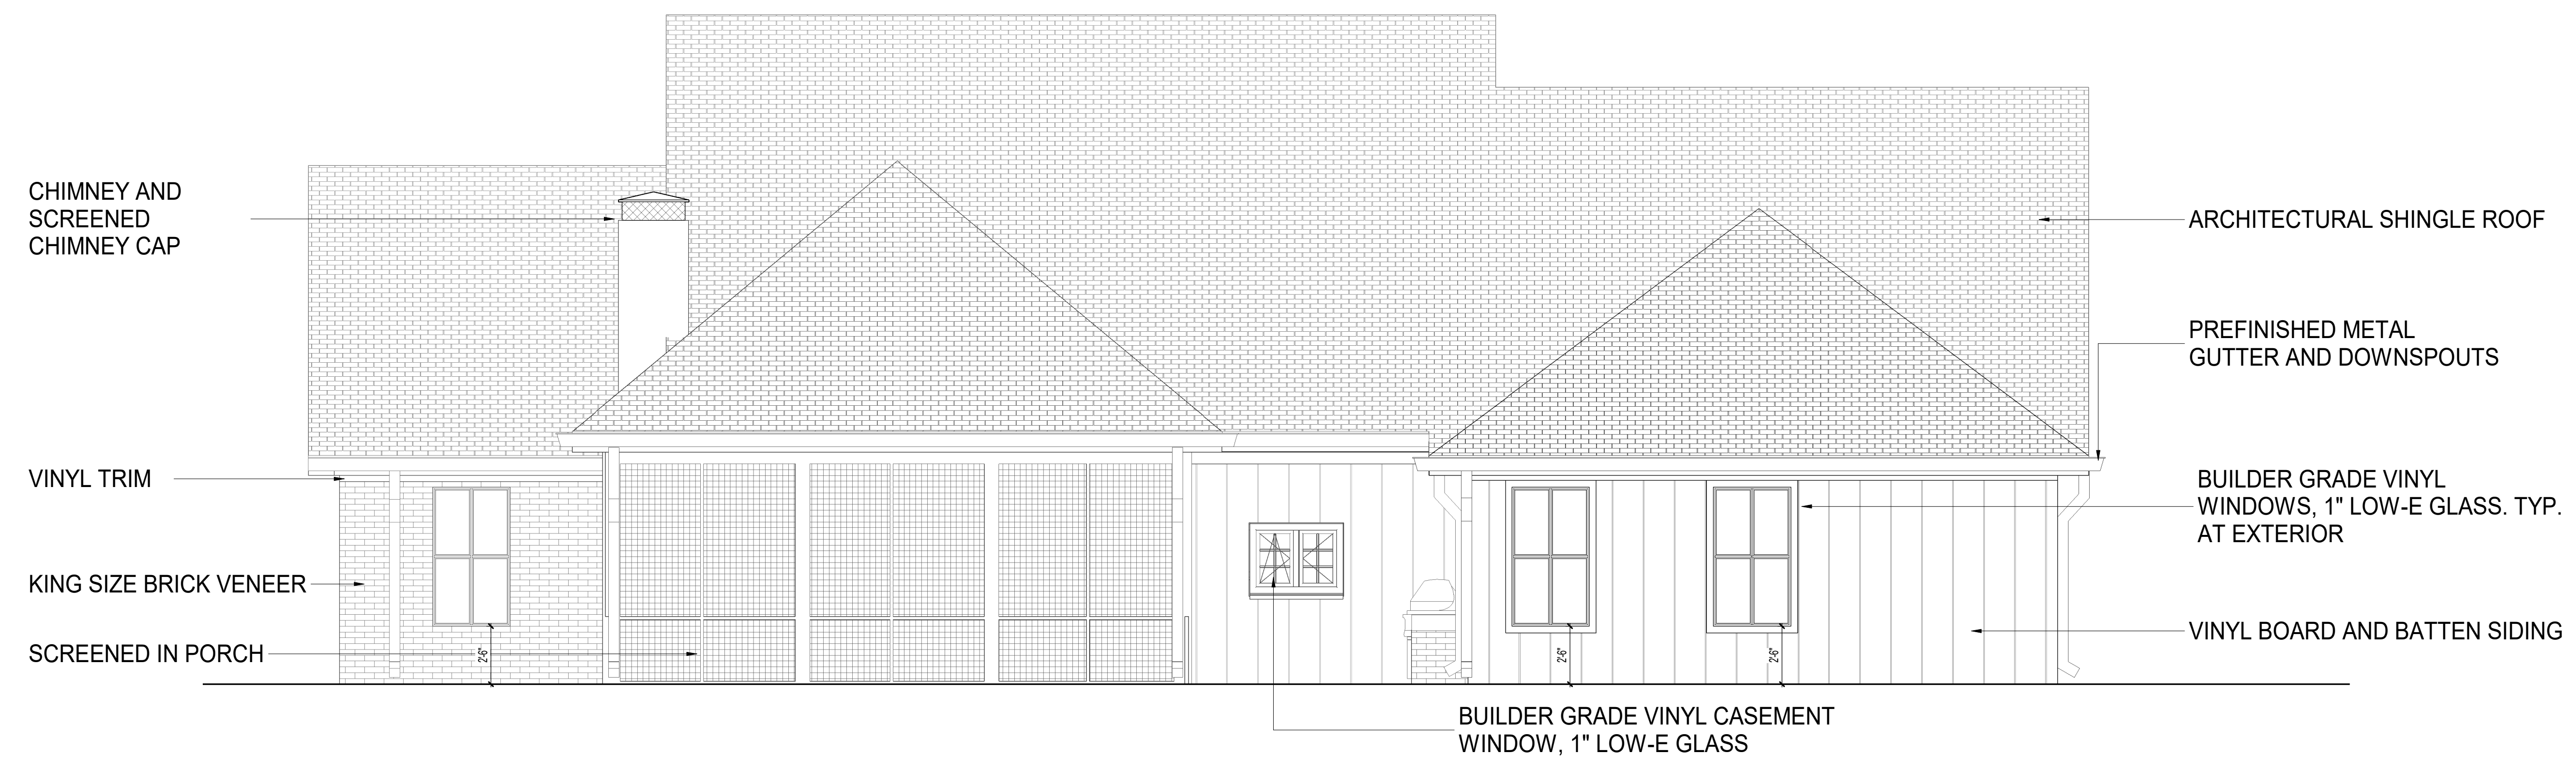 CHIMNEY AND
SCREENED
CHIMNEY CAP
VINYL TRIM
KING SIZE BRICK VENEER
SCREENED IN PORCH
2'-6"
2'-6"
2'-6"
BUILDER GRADE VINYL CASEMENT
WINDOW, 1" LOW-E GLASS
ARCHITECTURAL SHINGLE ROOF
PREFINISHED METAL
GUTTER AND DOWNSPOUTS
BUILDER GRADE VINYL
WINDOWS, 1" LOW-E GLASS. TYP.
AT EXTERIOR
VINYL BOARD AND BATTEN SIDING